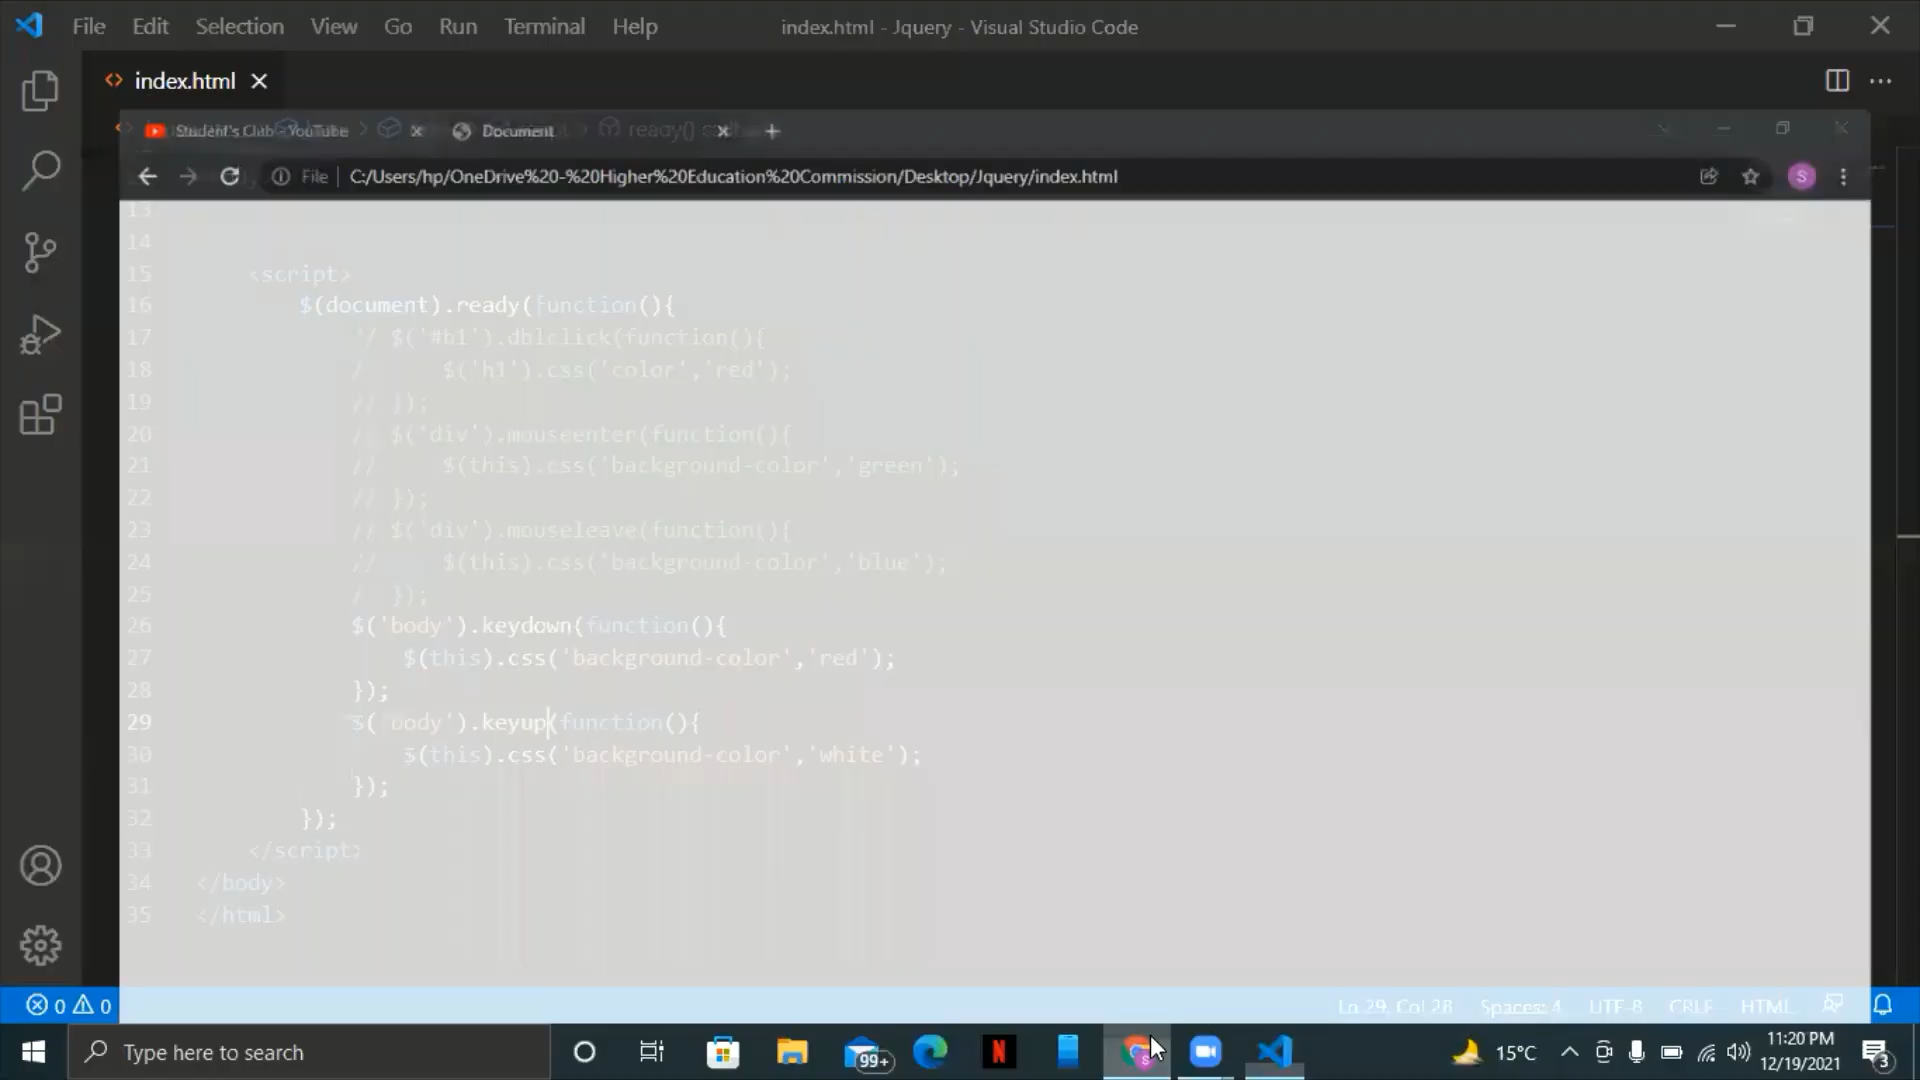 File Edit Selection View Go Run Terminal Help index.html - Jquery - Visual Studio Code
index.html
Student's Club - YouTube Document ready()
File C:/Users/hp/OneDrive%20-%20Higher%20Education%20Commission/Desktop/Jquery/index.html S
13
14
15 <script>
16 $(document).ready(function(){
17 // $('#b1').dblclick(function(){
18 // $('h1').css('color','red');
19 // });
20 // $('div').mouseenter(function(){
21 // $(this).css('background-color','green');
22 // });
23 // $('div').mouseleave(function(){
24 // $(this).css('background-color','blue');
25 // });
26 $('body').keydown(function(){
27 $(this).css('background-color','red');
28 });
29 $('body').keyup(function(){
30 $(this).css('background-color','white');
31 });
32 });
33 </script>
34 </body>
35 </html>
0 0 Ln 29, Col 28 Spaces: 4 UTF-8 CRLF HTML
Type here to search 99+ N S 15°C 11:20 PM
12/19/2021 3